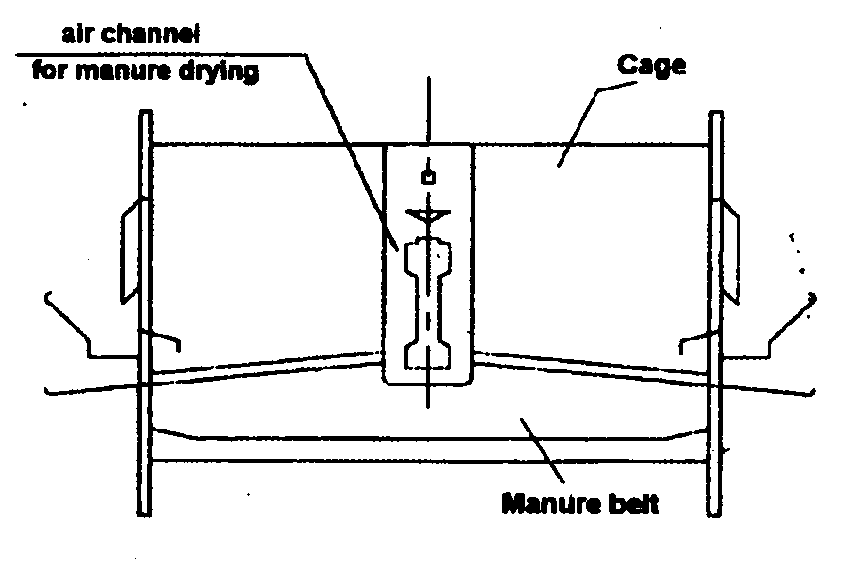 air channel
for manure drying
Cage
Manure belt